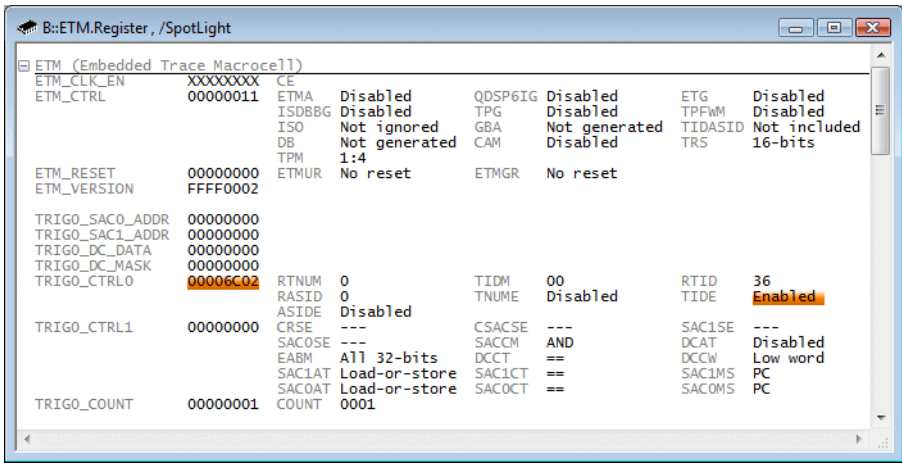 B::ETM.Register , /SpotLight
ETM (Embedded Trace Macrocell)
ETM_CLK_EN XXXXXXXX CE
ETM_CTRL 00000011 ETMA Disabled QDSP6IG Disabled ETG Disabled
ISDBBG Disabled TPG Disabled TPFWM Disabled
ISO Not ignored GBA Not generated TIDASID Not included
DB Not generated CAM Disabled TRS 16-bits
TPM 1:4
ETM_RESET 00000000 ETMUR No reset ETMGR No reset
ETM_VERSION FFFF0002
TRIG0_SAC0_ADDR 00000000
TRIG0_SAC1_ADDR 00000000
TRIG0_DC_DATA 00000000
TRIG0_DC_MASK 00000000
TRIG0_CTRL0 00006C02 RTNUM 0 TIDM 00 RTID 36
RASID 0 TNUME Disabled TIDE Enabled
ASIDE Disabled
TRIG0_CTRL1 00000000 CRSE --- CSACSE --- SAC1SE ---
SAC0SE --- SACCM AND DCAT Disabled
EABM All 32-bits DCCT == DCCW Low word
SAC1AT Load-or-store SAC1CT == SAC1MS PC
SAC0AT Load-or-store SAC0CT == SAC0MS PC
TRIG0_COUNT 00000001 COUNT 0001